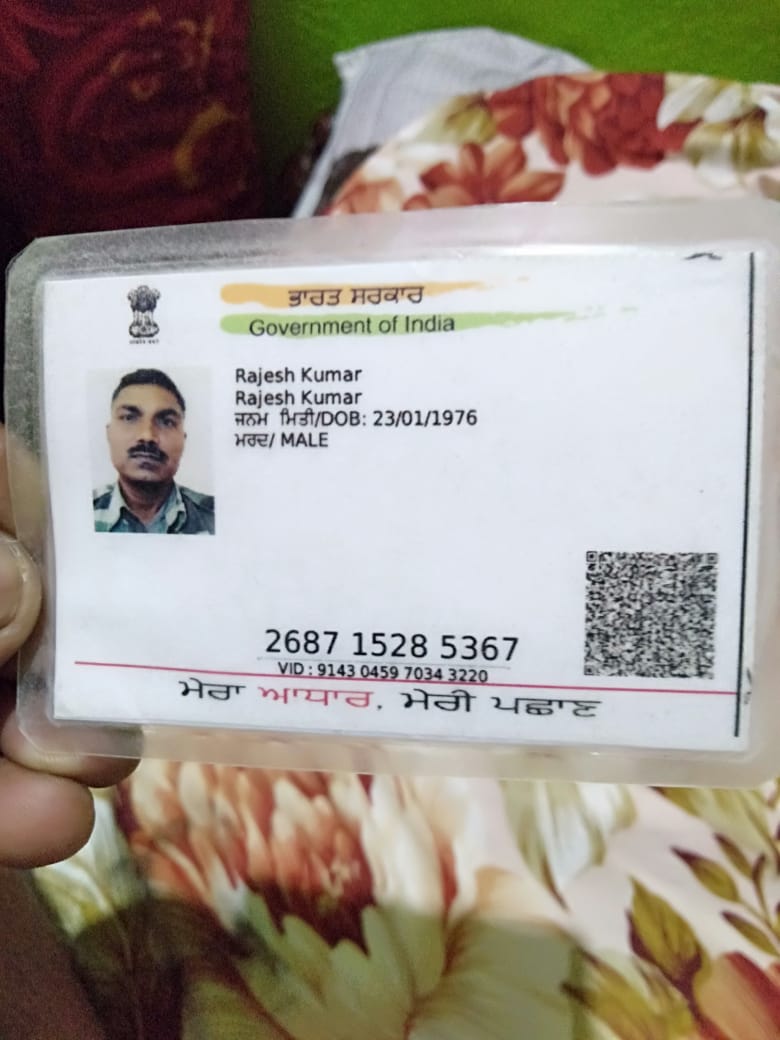 ਭਾਰਤ ਸਰਕਾਰ
Government of India
Rajesh Kumar
Rajesh Kumar
ਜਨਮ ਮਿਤੀ/DOB: 23/01/1976
ਮਰਦ/ MALE
2687 1528 5367
VID : 9143 0459 7034 3220
ਮੇਰਾ ਆਧਾਰ, ਮੇਰੀ ਪਛਾਣ